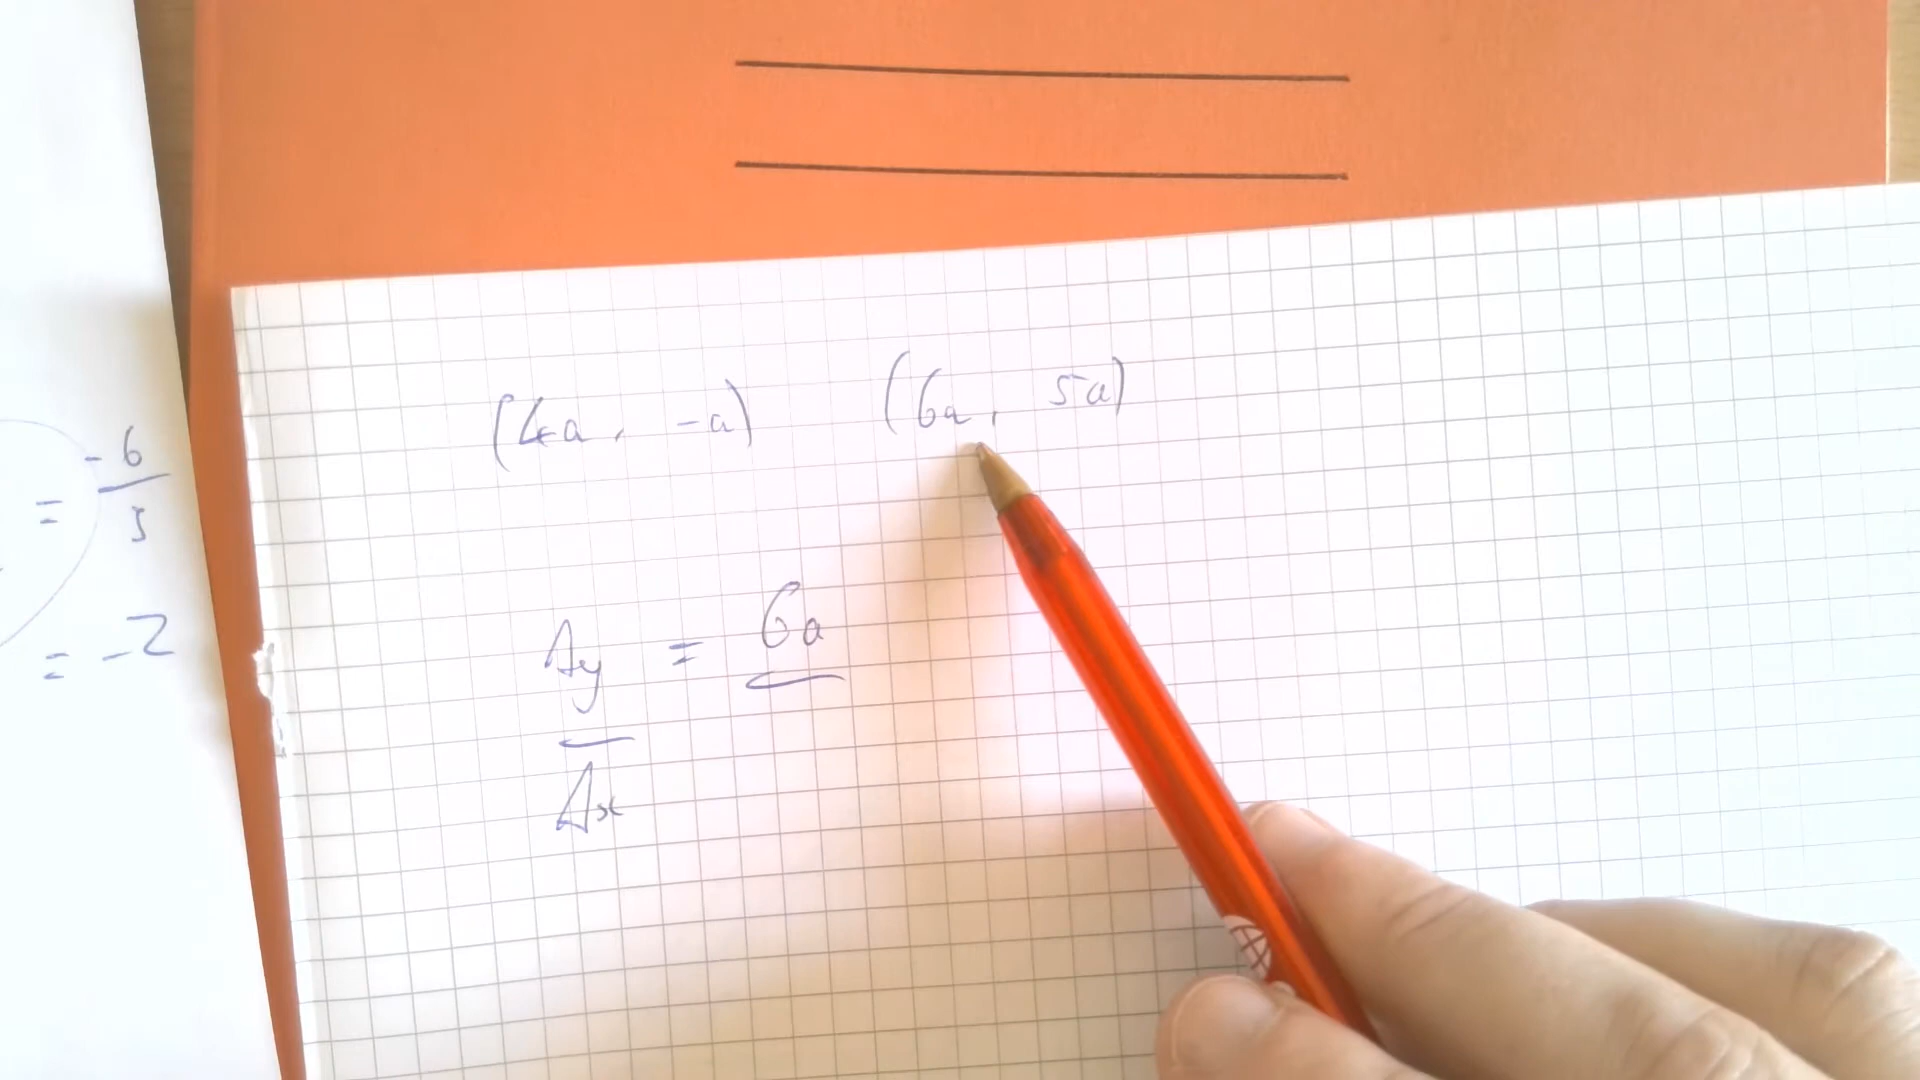 (4a, -a) (6a, 5a)
Δy = 6a
Δx
= -6
5
= -2